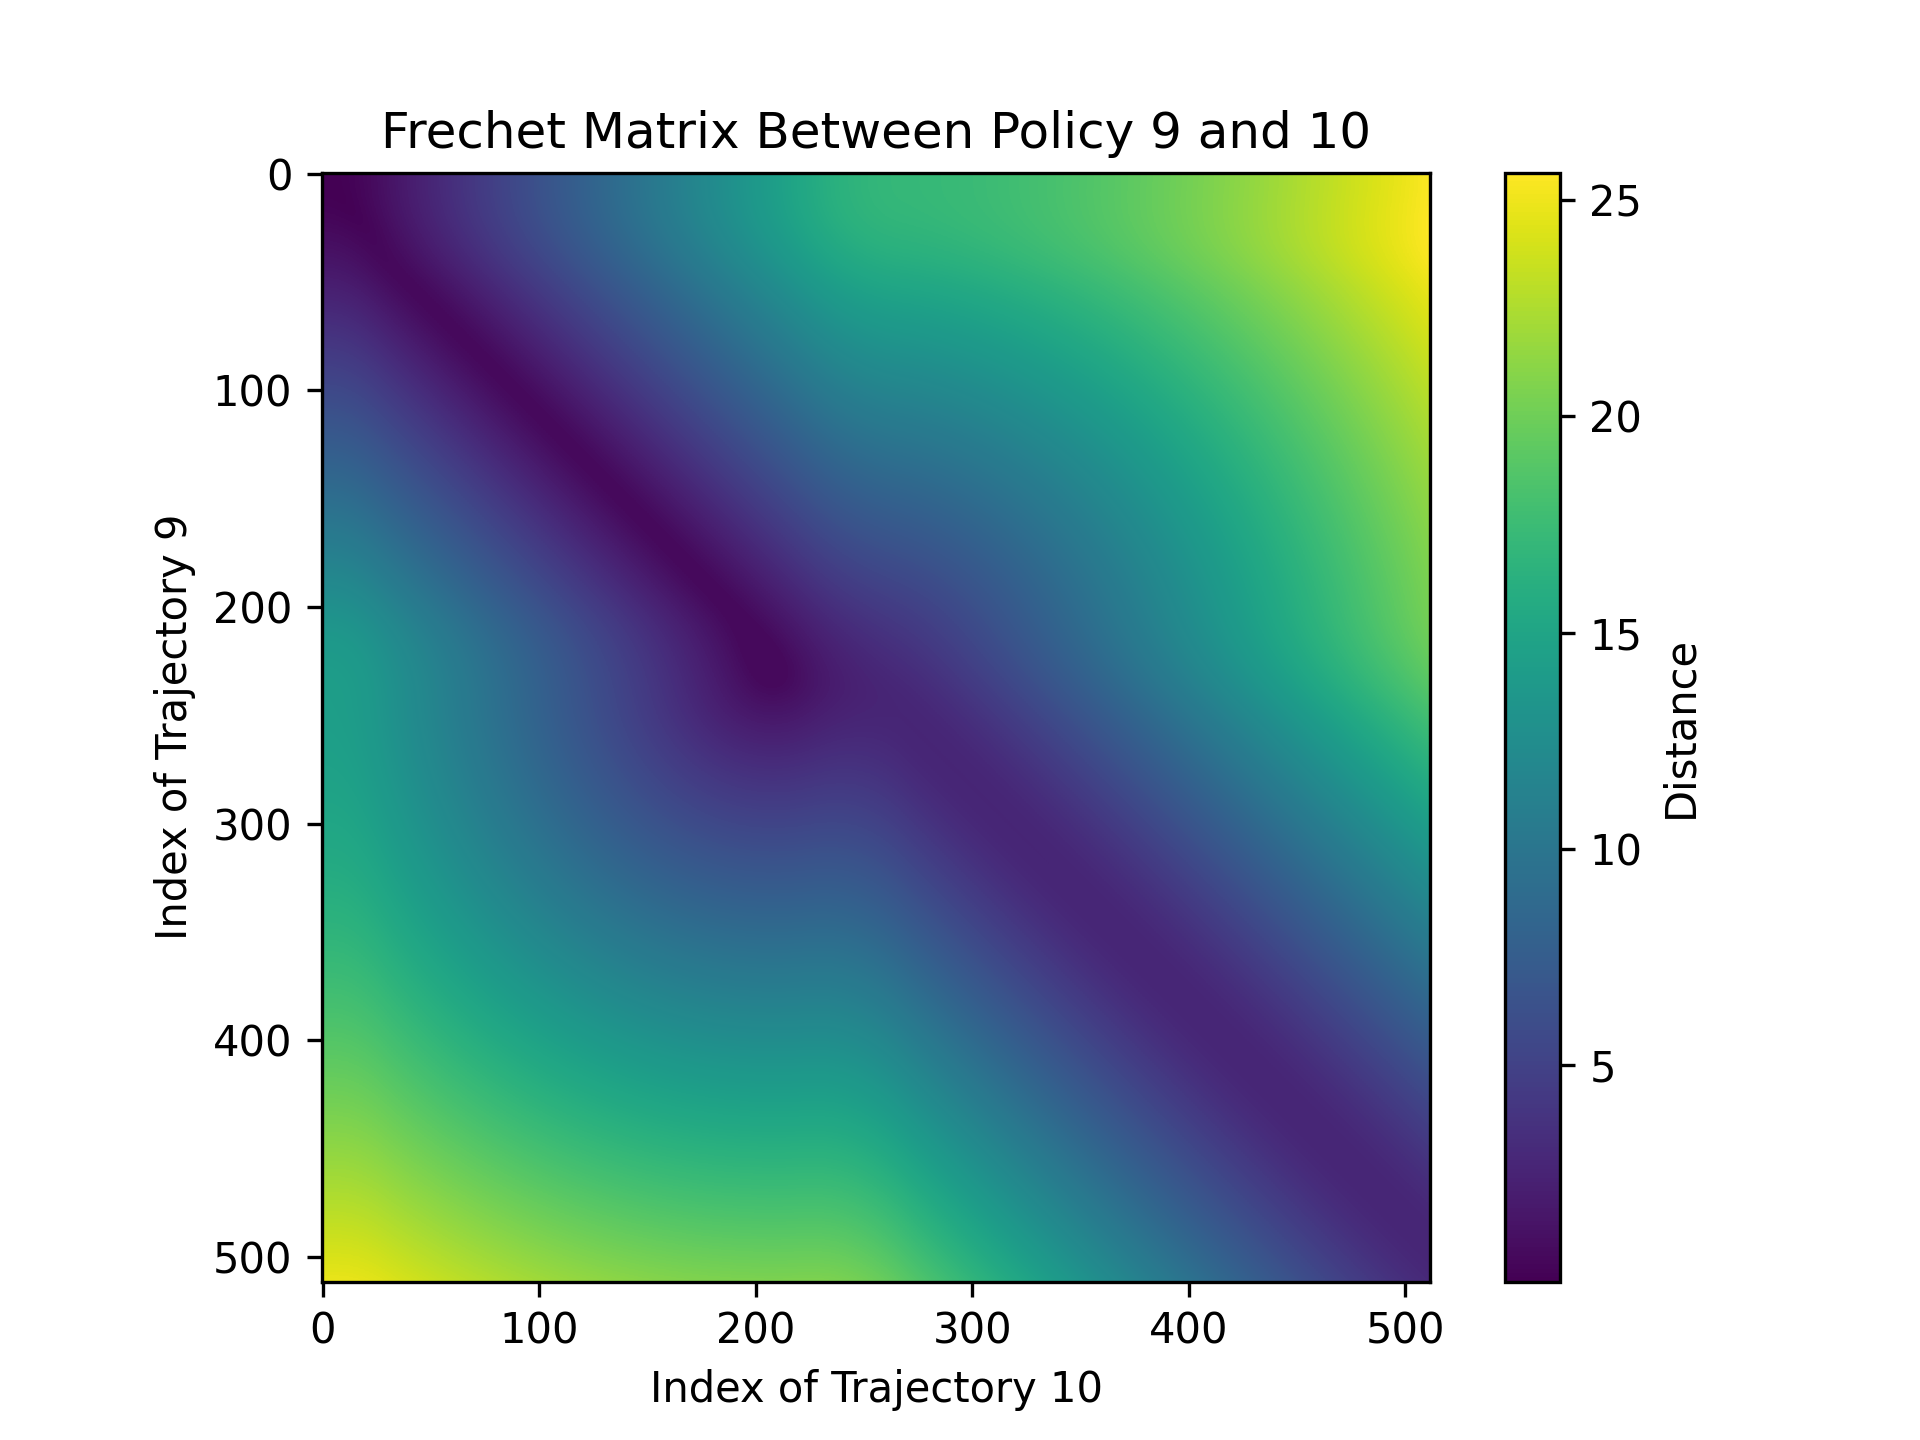 Frechet Matrix Between Policy 9 and 10
0
100
200
300
400
500
Index of Trajectory 9
0 100 200 300 400 500
Index of Trajectory 10
25
20
15
10
5
Distance